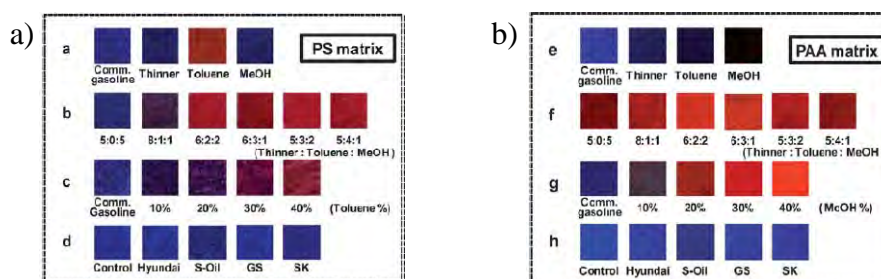 a)
PS matrix
a
Comm. gasoline Thinner Toluene MeOH
b
5:0:5 8:1:1 6:2:2 6:3:1 5:3:2 5:4:1
(Thinner : Toluene : MeOH )
c
Comm. Gasoline 10% 20% 30% 40% (Toluene %)
d
Control Hyundai S-Oil GS SK
b)
PAA matrix
e
Comm. gasoline Thinner Toluene MeOH
f
5:0:5 8:1:1 6:2:2 6:3:1 5:3:2 5:4:1
(Thinner : Toluene : MeOH
g
Comm. Gasoline 10% 20% 30% 40% (MeOH %)
h
Control Hyundai S-Oil GS SK